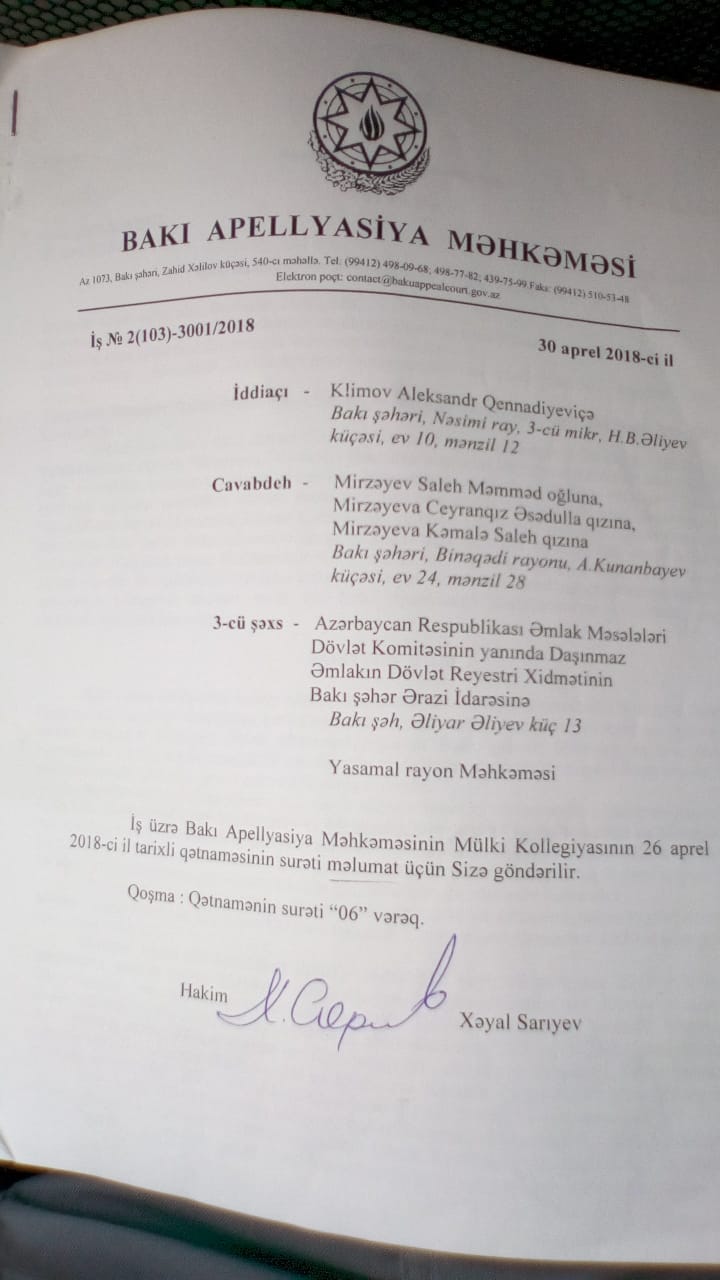 BAKI APELLYASİYA MƏHKƏMƏSİ
Az 1073, Bakı şəhəri, Zahid Xəlilov küçəsi, 540-cı məhəllə. Tel: (99412) 498-09-68; 498-77-82; 439-75-99.Faks: (99412) 510-53-48
Elektron poçt: contact@bakuappealcourt.gov.az
İş № 2(103)-3001/2018
30 aprel 2018-ci il
İddiaçı - Klimov Aleksandr Qennadiyeviçə
Bakı şəhəri, Nəsimi ray, 3-cü mikr, H.B.Əliyev
küçəsi, ev 10, mənzil 12
Cavabdeh - Mirzəyev Saleh Məmməd oğluna,
Mirzəyeva Ceyranqız Əsədulla qızına,
Mirzəyeva Kəmalə Saleh qızına
Bakı şəhəri, Binəqədi rayonu, A.Kunanbayev
küçəsi, ev 24, mənzil 28
3-cü şəxs - Azərbaycan Respublikası Əmlak Məsələləri
Dövlət Komitəsinin yanında Daşınmaz
Əmlakın Dövlət Reyestri Xidmətinin
Bakı şəhər Ərazi İdarəsinə
Bakı şəh, Əliyar Əliyev küç 13
Yasamal rayon Məhkəməsi
İş üzrə Bakı Apellyasiya Məhkəməsinin Mülki Kollegiyasının 26 aprel
2018-ci il tarixli qətnaməsinin surəti məlumat üçün Sizə göndərilir.
Qoşma : Qətnamənin surəti “06” vərəq.
Hakim
Xəyal Sarıyev